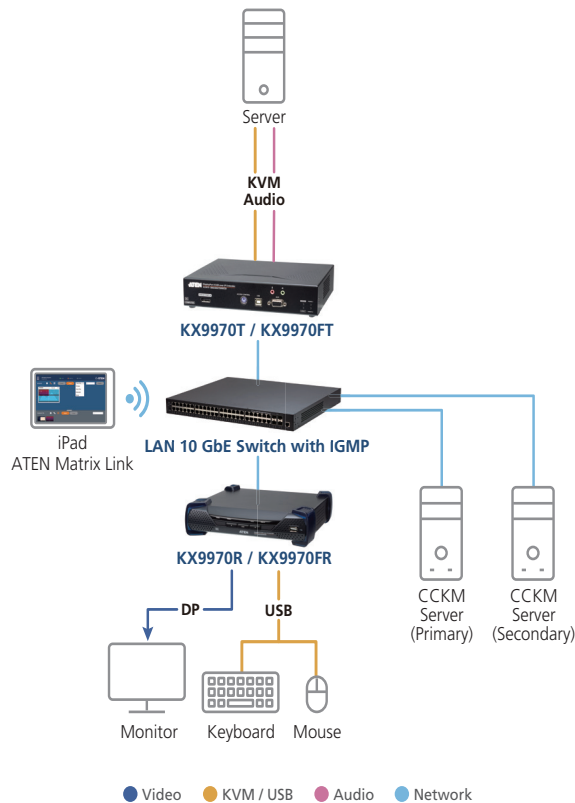 Server
KVM
Audio
ATEN
KX9970T / KX9970FT
iPad
ATEN Matrix Link
LAN 10 GbE Switch with IGMP
KX9970R / KX9970FR
DP
USB
CCKM
Server
(Primary)
CCKM
Server
(Secondary)
Monitor
Keyboard
Mouse
Video
KVM / USB
Audio
Network